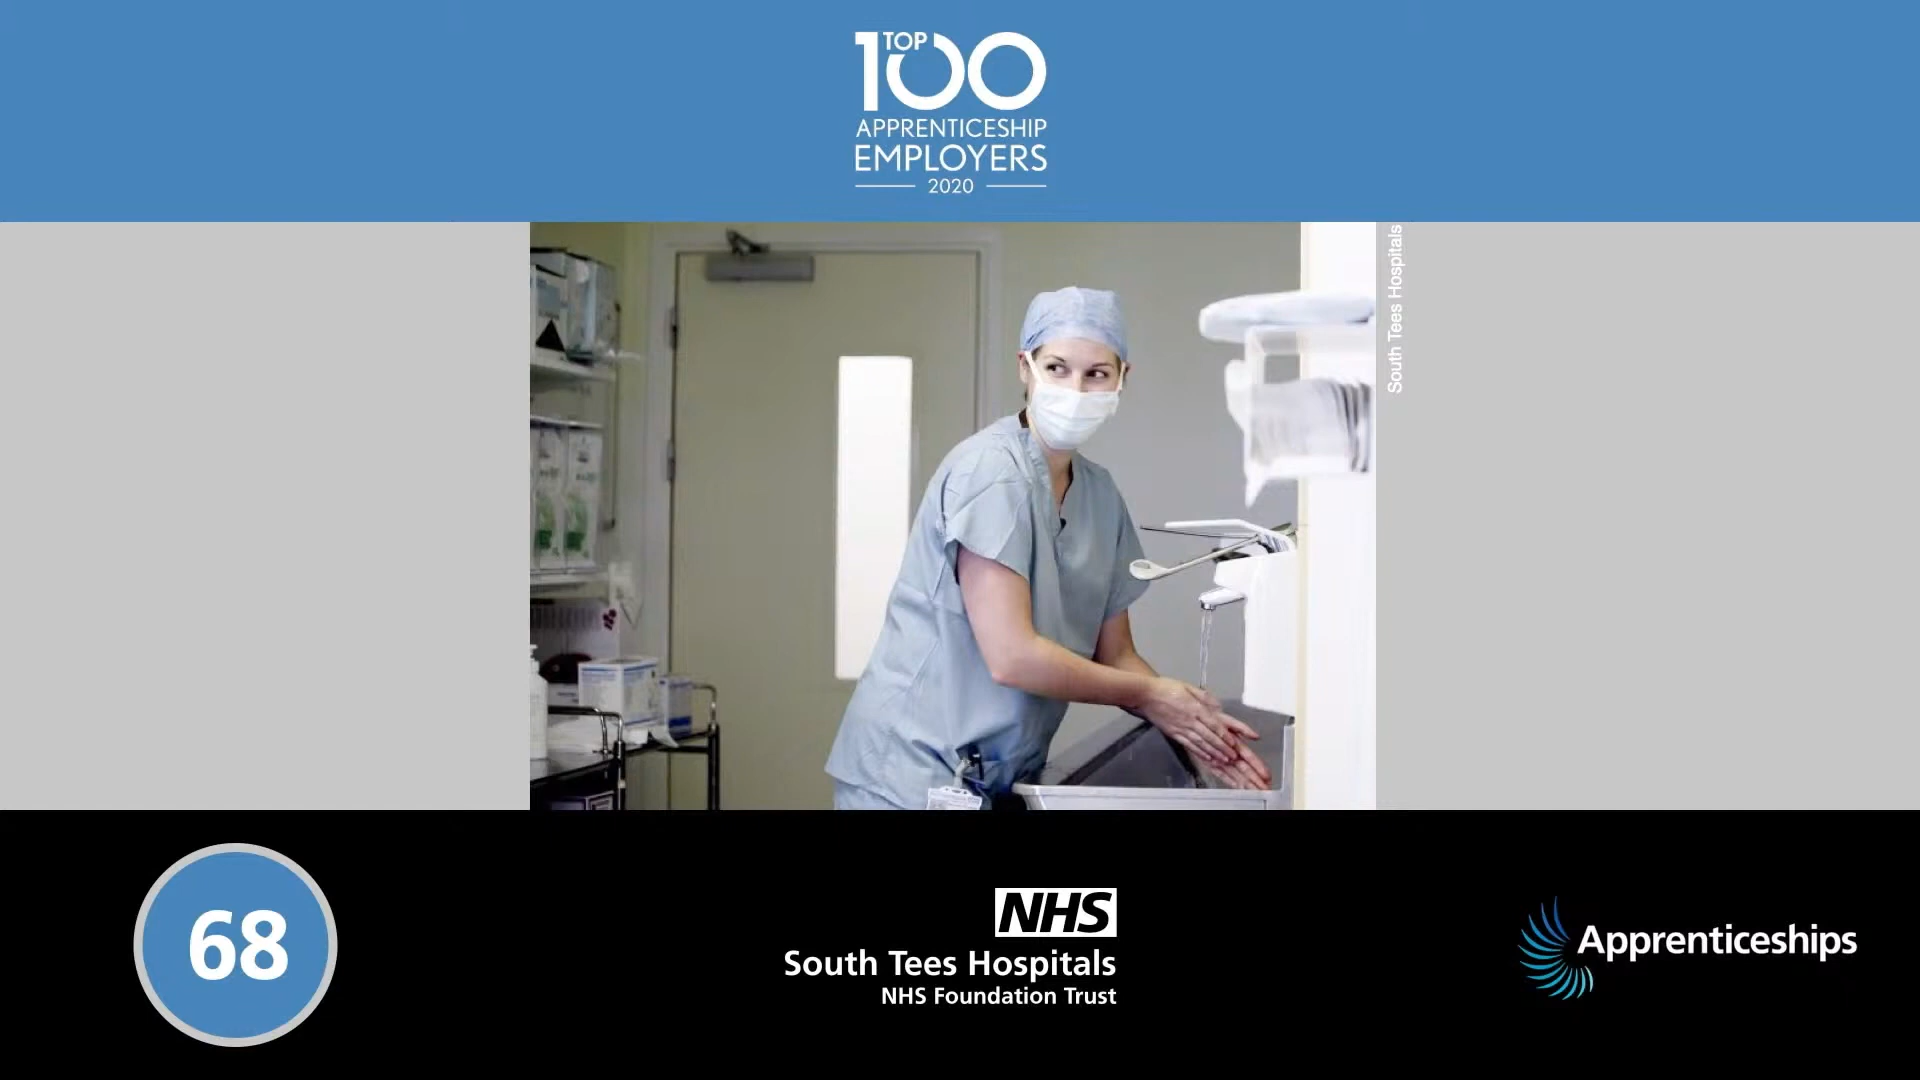 TOP
100
APPRENTICESHIP
EMPLOYERS
2020
South Tees Hospitals
68
NHS
South Tees Hospitals
NHS Foundation Trust
Apprenticeships